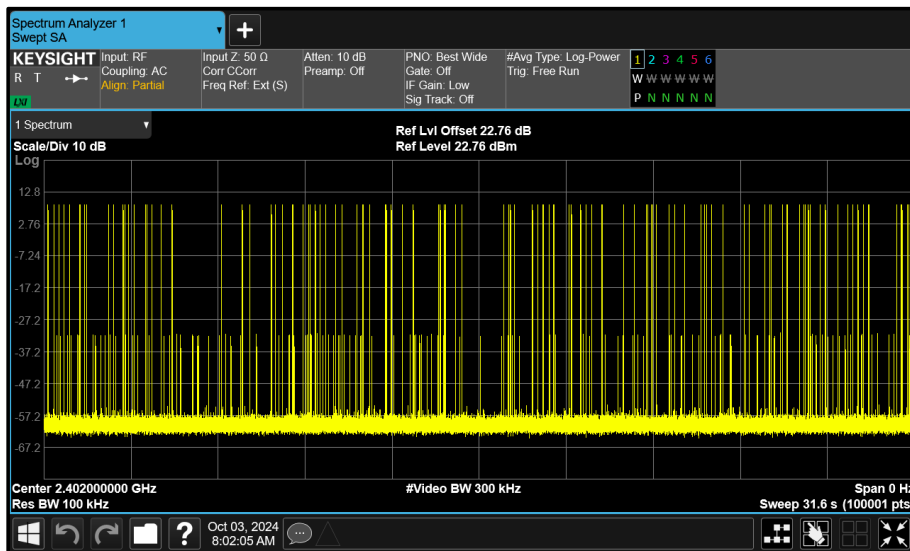 Spectrum Analyzer 1
Swept SA
KEYSIGHT
R T
LXI
Input: RF
Coupling: AC
Align: Partial
Input Z: 50 Ω
Corr CCorr
Freq Ref: Ext (S)
Atten: 10 dB
Preamp: Off
PNO: Best Wide
Gate: Off
IF Gain: Low
Sig Track: Off
#Avg Type: Log-Power
Trig: Free Run
1 2 3 4 5 6
W W W W W W
P N N N N N
1 Spectrum
Scale/Div 10 dB
Ref Lvl Offset 22.76 dB
Ref Level 22.76 dBm
Log
12.8
2.76
-7.24
-17.2
-27.2
-37.2
-47.2
-57.2
-67.2
Center 2.402000000 GHz
Res BW 100 kHz
#Video BW 300 kHz
Span 0 Hz
Sweep 31.6 s (100001 pts
?
Oct 03, 2024
8:02:05 AM